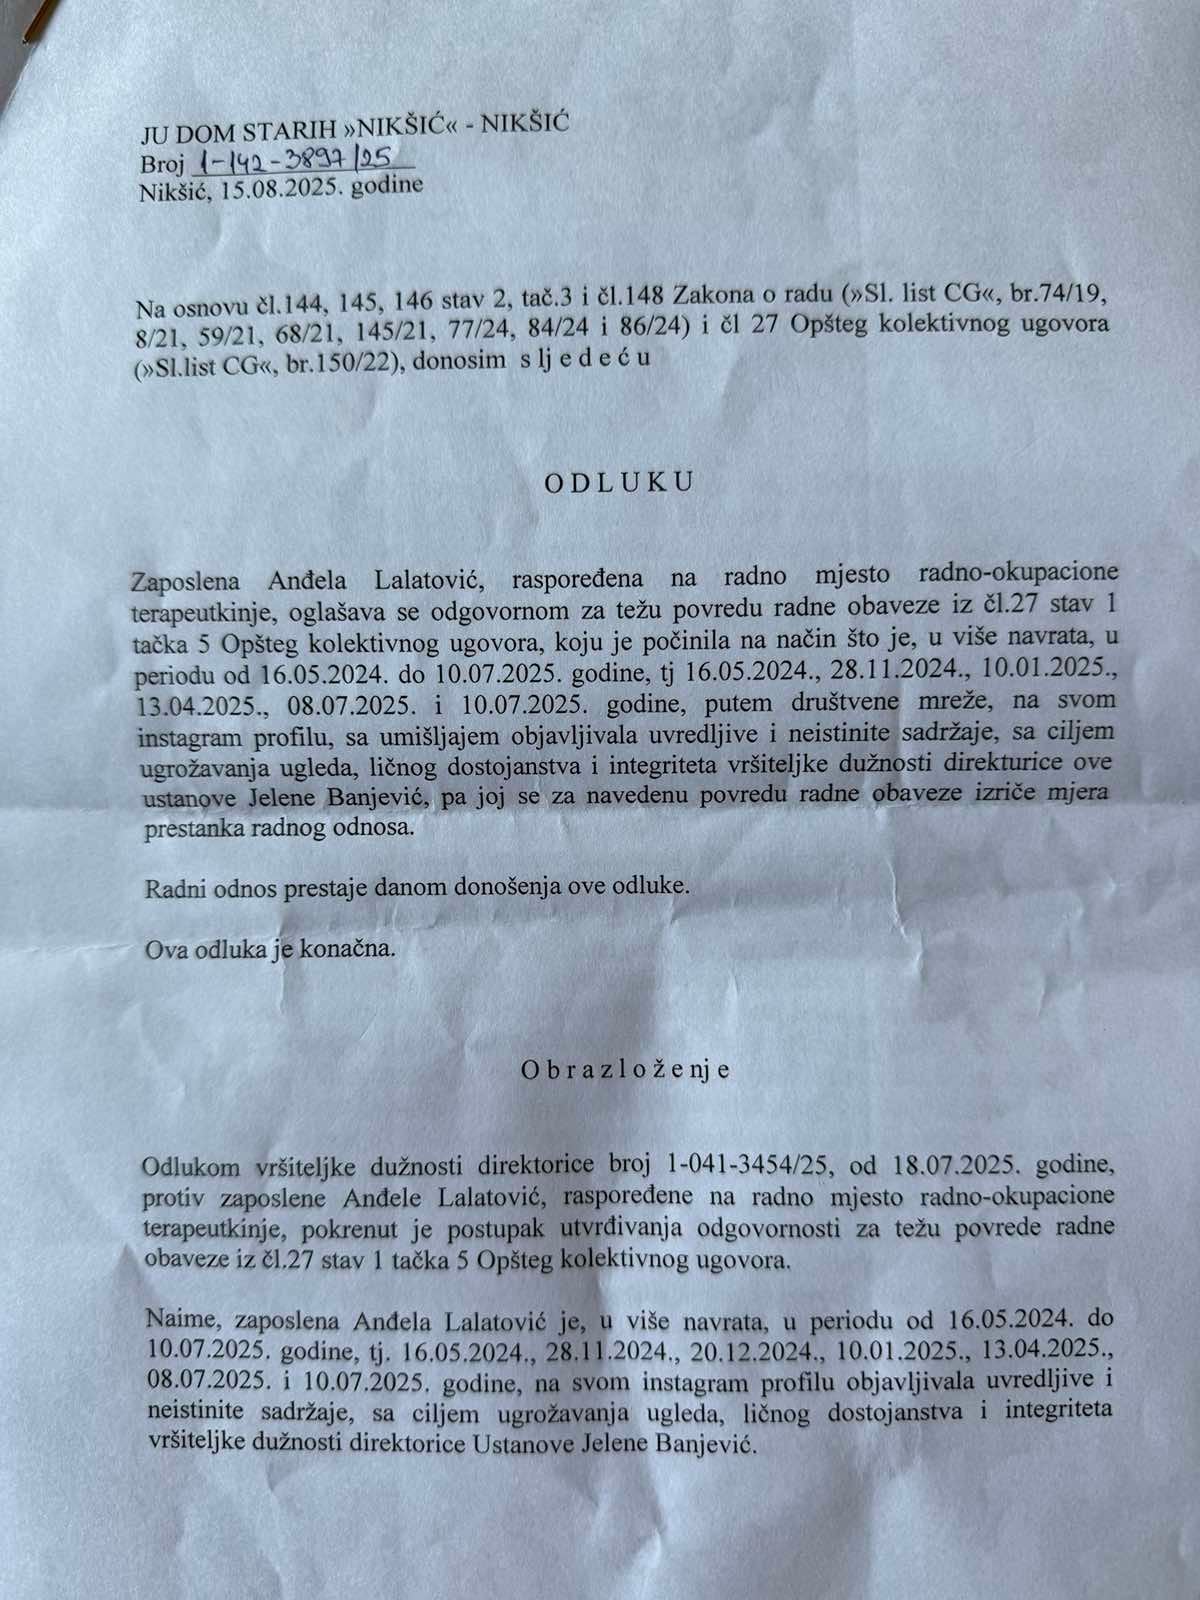 JU DOM STARIH »NIKŠIĆ« - NIKŠIĆ
Broj 1-142-3897/25
Nikšić, 15.08.2025. godine
Na osnovu čl.144, 145, 146 stav 2, tač.3 i čl.148 Zakona o radu (»Sl. list CG«, br.74/19,
8/21, 59/21, 68/21, 145/21, 77/24, 84/24 i 86/24) i čl 27 Opšteg kolektivnog ugovora
(»Sl.list CG«, br.150/22), donosim s lj e d e ć u
O D L U K U
Zaposlena Anđela Lalatović, raspoređena na radno mjesto radno-okupacione
terapeutkinje, oglašava se odgovornom za težu povredu radne obaveze iz čl.27 stav 1
tačka 5 Opšteg kolektivnog ugovora, koju je počinila na način što je, u više navrata, u
periodu od 16.05.2024. do 10.07.2025. godine, tj 16.05.2024., 28.11.2024., 10.01.2025.,
13.04.2025., 08.07.2025. i 10.07.2025. godine, putem društvene mreže, na svom
instagram profilu, sa umišljajem objavljivala uvredljive i neistinite sadržaje, sa ciljem
ugrožavanja ugleda, ličnog dostojanstva i integriteta vršiteljke dužnosti direkturice ove
ustanove Jelene Banjević, pa joj se za navedenu povredu radne obaveze izriče mjera
prestanka radnog odnosa.
Radni odnos prestaje danom donošenja ove odluke.
Ova odluka je konačna.
O b r a z l o ž e nj e
Odlukom vršiteljke dužnosti direktorice broj 1-041-3454/25, od 18.07.2025. godine,
protiv zaposlene Anđele Lalatović, raspoređene na radno mjesto radno-okupacione
terapeutkinje, pokrenut je postupak utvrđivanja odgovornosti za težu povrede radne
obaveze iz čl.27 stav 1 tačka 5 Opšteg kolektivnog ugovora.
Naime, zaposlena Anđela Lalatović je, u više navrata, u periodu od 16.05.2024. do
10.07.2025. godine, tj. 16.05.2024., 28.11.2024., 20.12.2024., 10.01.2025., 13.04.2025.,
08.07.2025. i 10.07.2025. godine, na svom instagram profilu objavljivala uvredljive i
neistinite sadržaje, sa ciljem ugrožavanja ugleda, ličnog dostojanstva i integriteta
vršiteljke dužnosti direktorice Ustanove Jelene Banjević.